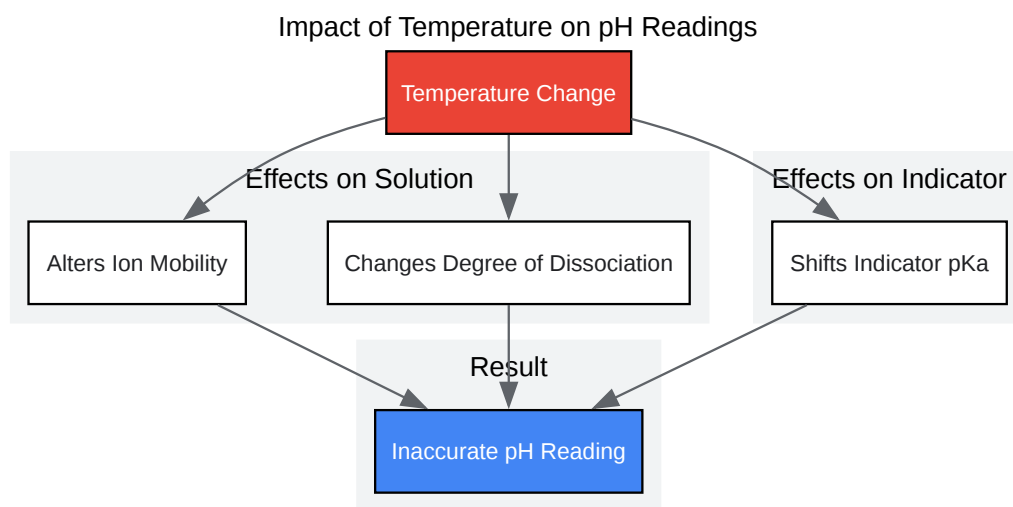 Impact of Temperature on pH Readings
Temperature Change
Effects on Solution
Effects on Indicator
Alters Ion Mobility
Changes Degree of Dissociation
Shifts Indicator pKa
Result
Inaccurate pH Reading